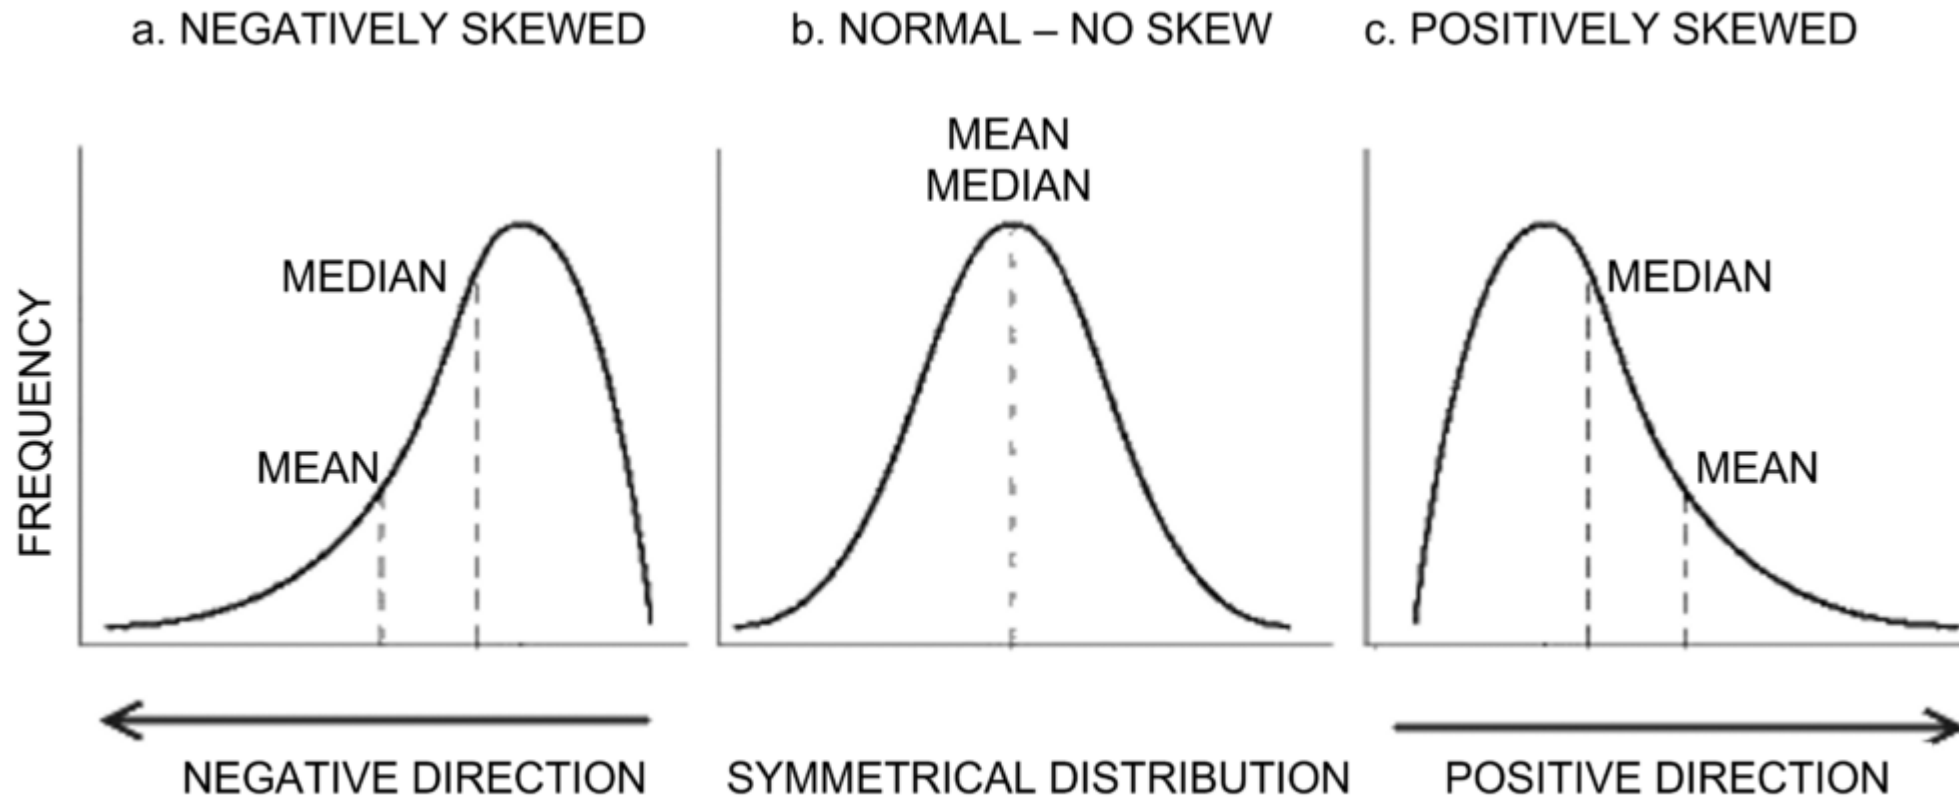 a. NEGATIVELY SKEWED
b. NORMAL – NO SKEW
c. POSITIVELY SKEWED
FREQUENCY
MEDIAN
MEAN
MEAN
MEDIAN
MEDIAN
MEAN
NEGATIVE DIRECTION
SYMMETRICAL DISTRIBUTION
POSITIVE DIRECTION